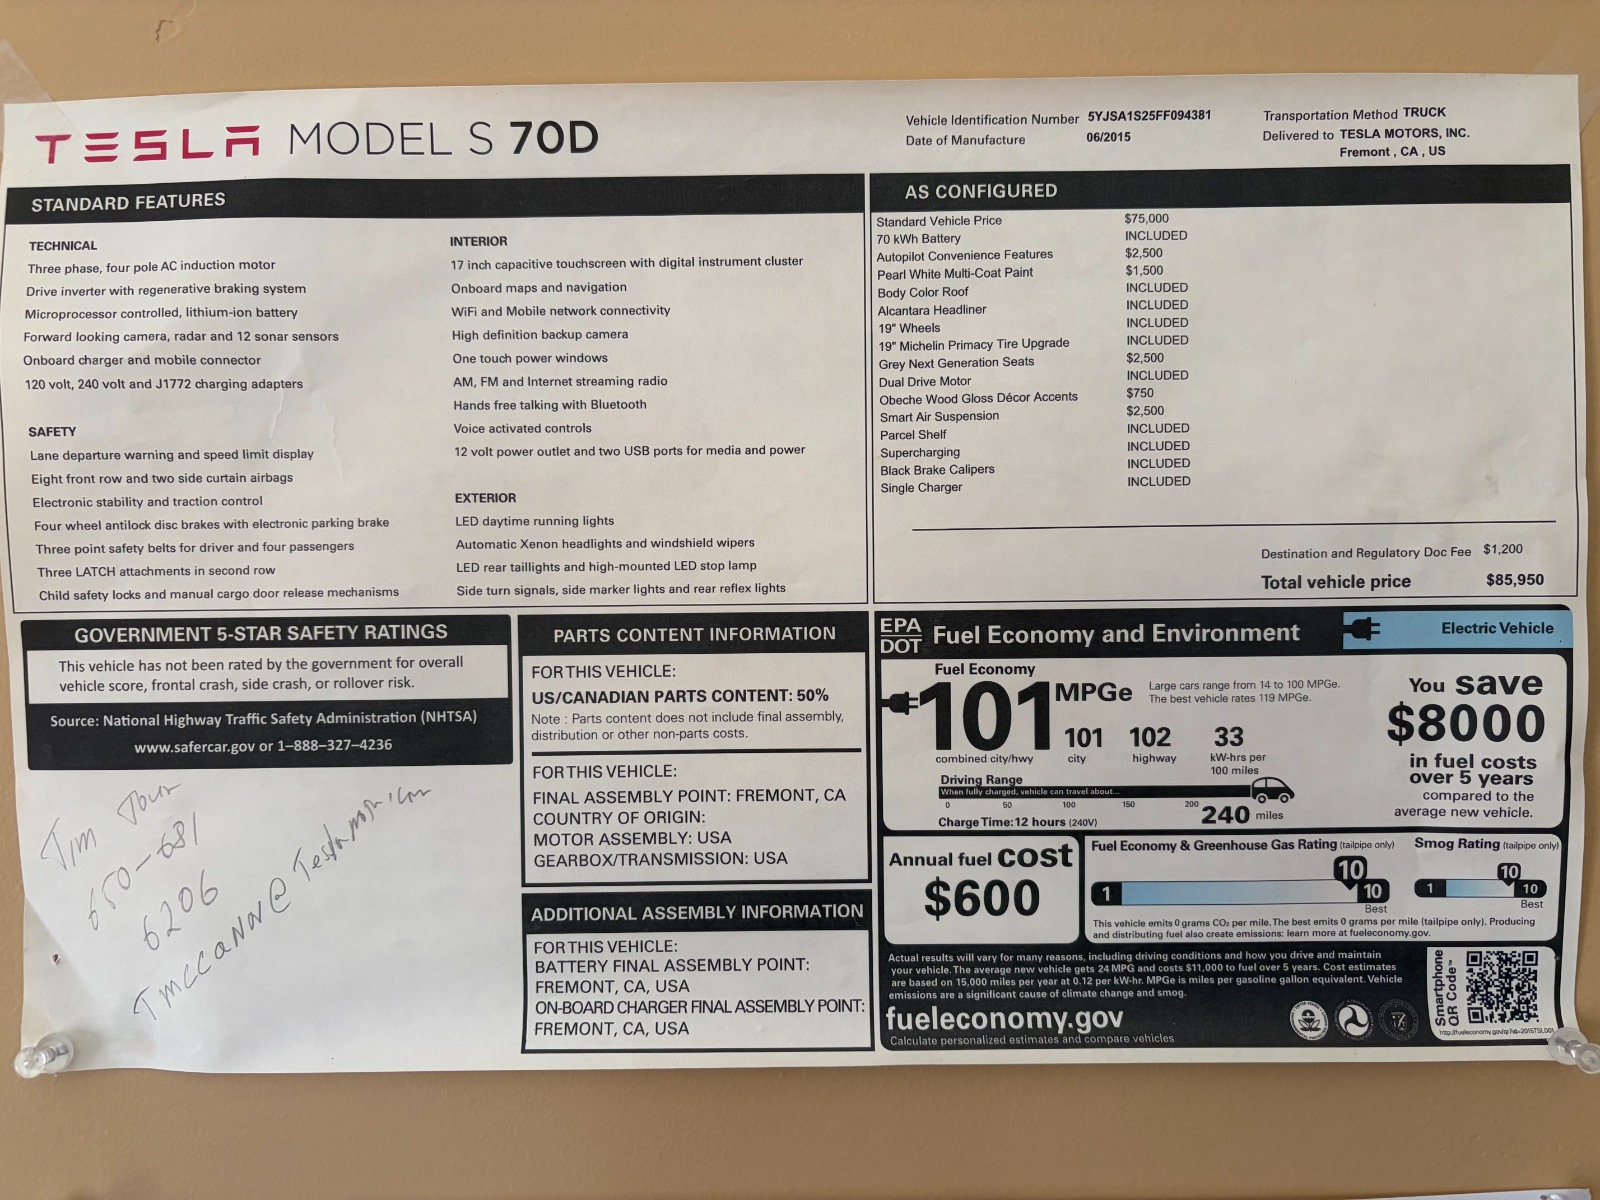 TESLA MODEL S 70D
Vehicle Identification Number 5YJSA1S25FF094381
Date of Manufacture 06/2015
Transportation Method TRUCK
Delivered to TESLA MOTORS, INC.
Fremont , CA , US
STANDARD FEATURES
TECHNICAL
Three phase, four pole AC induction motor
Drive inverter with regenerative braking system
Microprocessor controlled, lithium-ion battery
Forward looking camera, radar and 12 sonar sensors
Onboard charger and mobile connector
120 volt, 240 volt and J1772 charging adapters
SAFETY
Lane departure warning and speed limit display
Eight front row and two side curtain airbags
Electronic stability and traction control
Four wheel antilock disc brakes with electronic parking brake
Three point safety belts for driver and four passengers
Three LATCH attachments in second row
Child safety locks and manual cargo door release mechanisms
INTERIOR
17 inch capacitive touchscreen with digital instrument cluster
Onboard maps and navigation
WiFi and Mobile network connectivity
High definition backup camera
One touch power windows
AM, FM and Internet streaming radio
Hands free talking with Bluetooth
Voice activated controls
12 volt power outlet and two USB ports for media and power
EXTERIOR
LED daytime running lights
Automatic Xenon headlights and windshield wipers
LED rear taillights and high-mounted LED stop lamp
Side turn signals, side marker lights and rear reflex lights
AS CONFIGURED
Standard Vehicle Price $75,000
70 kWh Battery INCLUDED
Autopilot Convenience Features $2,500
Pearl White Multi-Coat Paint $1,500
Body Color Roof INCLUDED
Alcantara Headliner INCLUDED
19" Wheels INCLUDED
19" Michelin Primacy Tire Upgrade INCLUDED
Grey Next Generation Seats $2,500
Dual Drive Motor INCLUDED
Obeche Wood Gloss Décor Accents $750
Smart Air Suspension $2,500
Parcel Shelf INCLUDED
Supercharging INCLUDED
Black Brake Calipers INCLUDED
Single Charger INCLUDED
Destination and Regulatory Doc Fee $1,200
Total vehicle price $85,950
GOVERNMENT 5-STAR SAFETY RATINGS
This vehicle has not been rated by the government for overall
vehicle score, frontal crash, side crash, or rollover risk.
Source: National Highway Traffic Safety Administration (NHTSA)
www.safercar.gov or 1–888–327–4236
Tim
650-681
6206
PARTS CONTENT INFORMATION
FOR THIS VEHICLE:
US/CANADIAN PARTS CONTENT: 50%
Note : Parts content does not include final assembly,
distribution or other non-parts costs.
FOR THIS VEHICLE:
FINAL ASSEMBLY POINT: FREMONT, CA
COUNTRY OF ORIGIN:
MOTOR ASSEMBLY: USA
GEARBOX/TRANSMISSION: USA
ADDITIONAL ASSEMBLY INFORMATION
FOR THIS VEHICLE:
BATTERY FINAL ASSEMBLY POINT:
FREMONT, CA, USA
ON-BOARD CHARGER FINAL ASSEMBLY POINT:
FREMONT, CA, USA
EPA
DOT
Fuel Economy and Environment
Electric Vehicle
Fuel Economy
101 MPGe
combined city/hwy
Large cars range from 14 to 100 MPGe.
The best vehicle rates 119 MPGe.
101 102 33
city highway kW-hrs per
100 miles
Driving Range
When fully charged, vehicle can travel about...
0 50 100 150 200 240 miles
Charge Time: 12 hours (240V)
You save
$8000
in fuel costs
over 5 years
compared to the
average new vehicle.
Annual fuel cost
$600
Fuel Economy & Greenhouse Gas Rating (tailpipe only)
10
1 10
Best
Smog Rating (tailpipe only)
10
1 10
Best
This vehicle emits 0 grams CO₂ per mile. The best emits 0 grams per mile (tailpipe only). Producing
and distributing fuel also create emissions: learn more at fueleconomy.gov.
Actual results will vary for many reasons, including driving conditions and how you drive and maintain
your vehicle. The average new vehicle gets 24 MPG and costs $11,000 to fuel over 5 years. Cost estimates
are based on 15,000 miles per year at 0.12 per kW-hr. MPGe is miles per gasoline gallon equivalent. Vehicle
emissions are a significant cause of climate change and smog.
fueleconomy.gov
Calculate personalized estimates and compare vehicles
Smartphone
QR Code™